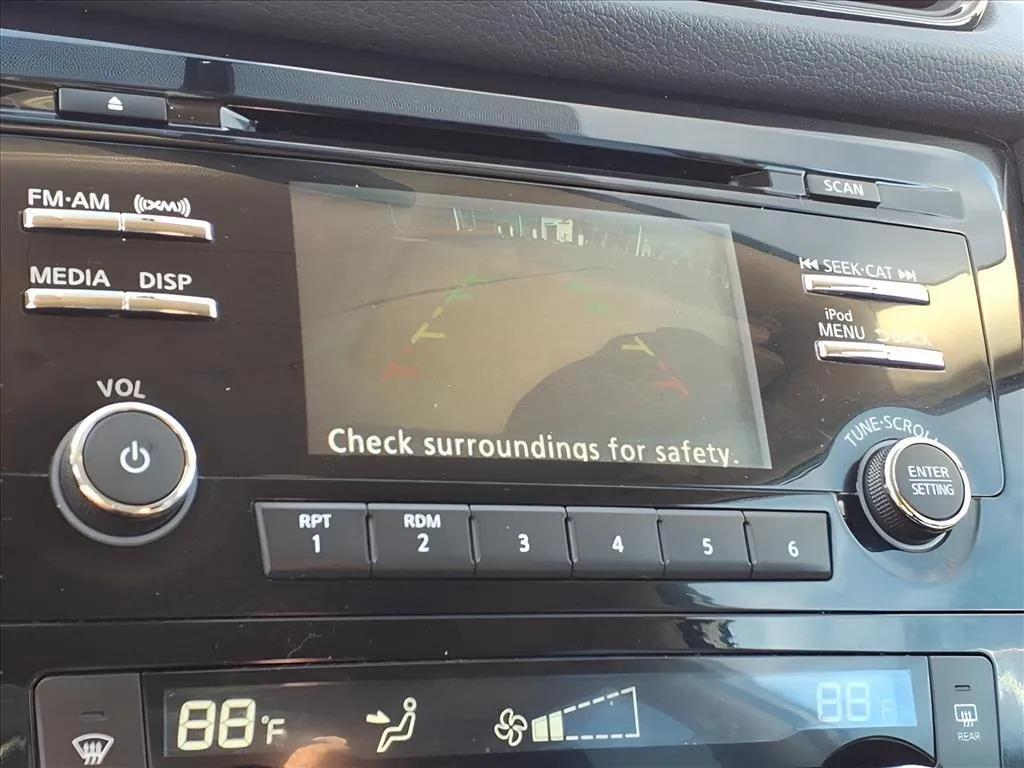 SCAN
FM·AM
((XM))
MEDIA
DISP
SEEK·CAT
iPod
MENU
BACK
VOL
TUNE·SCROLL
ENTER
SETTING
Check surroundings for safety.
RPT
1
RDM
2
3
4
5
6
88°F
88°F
REAR